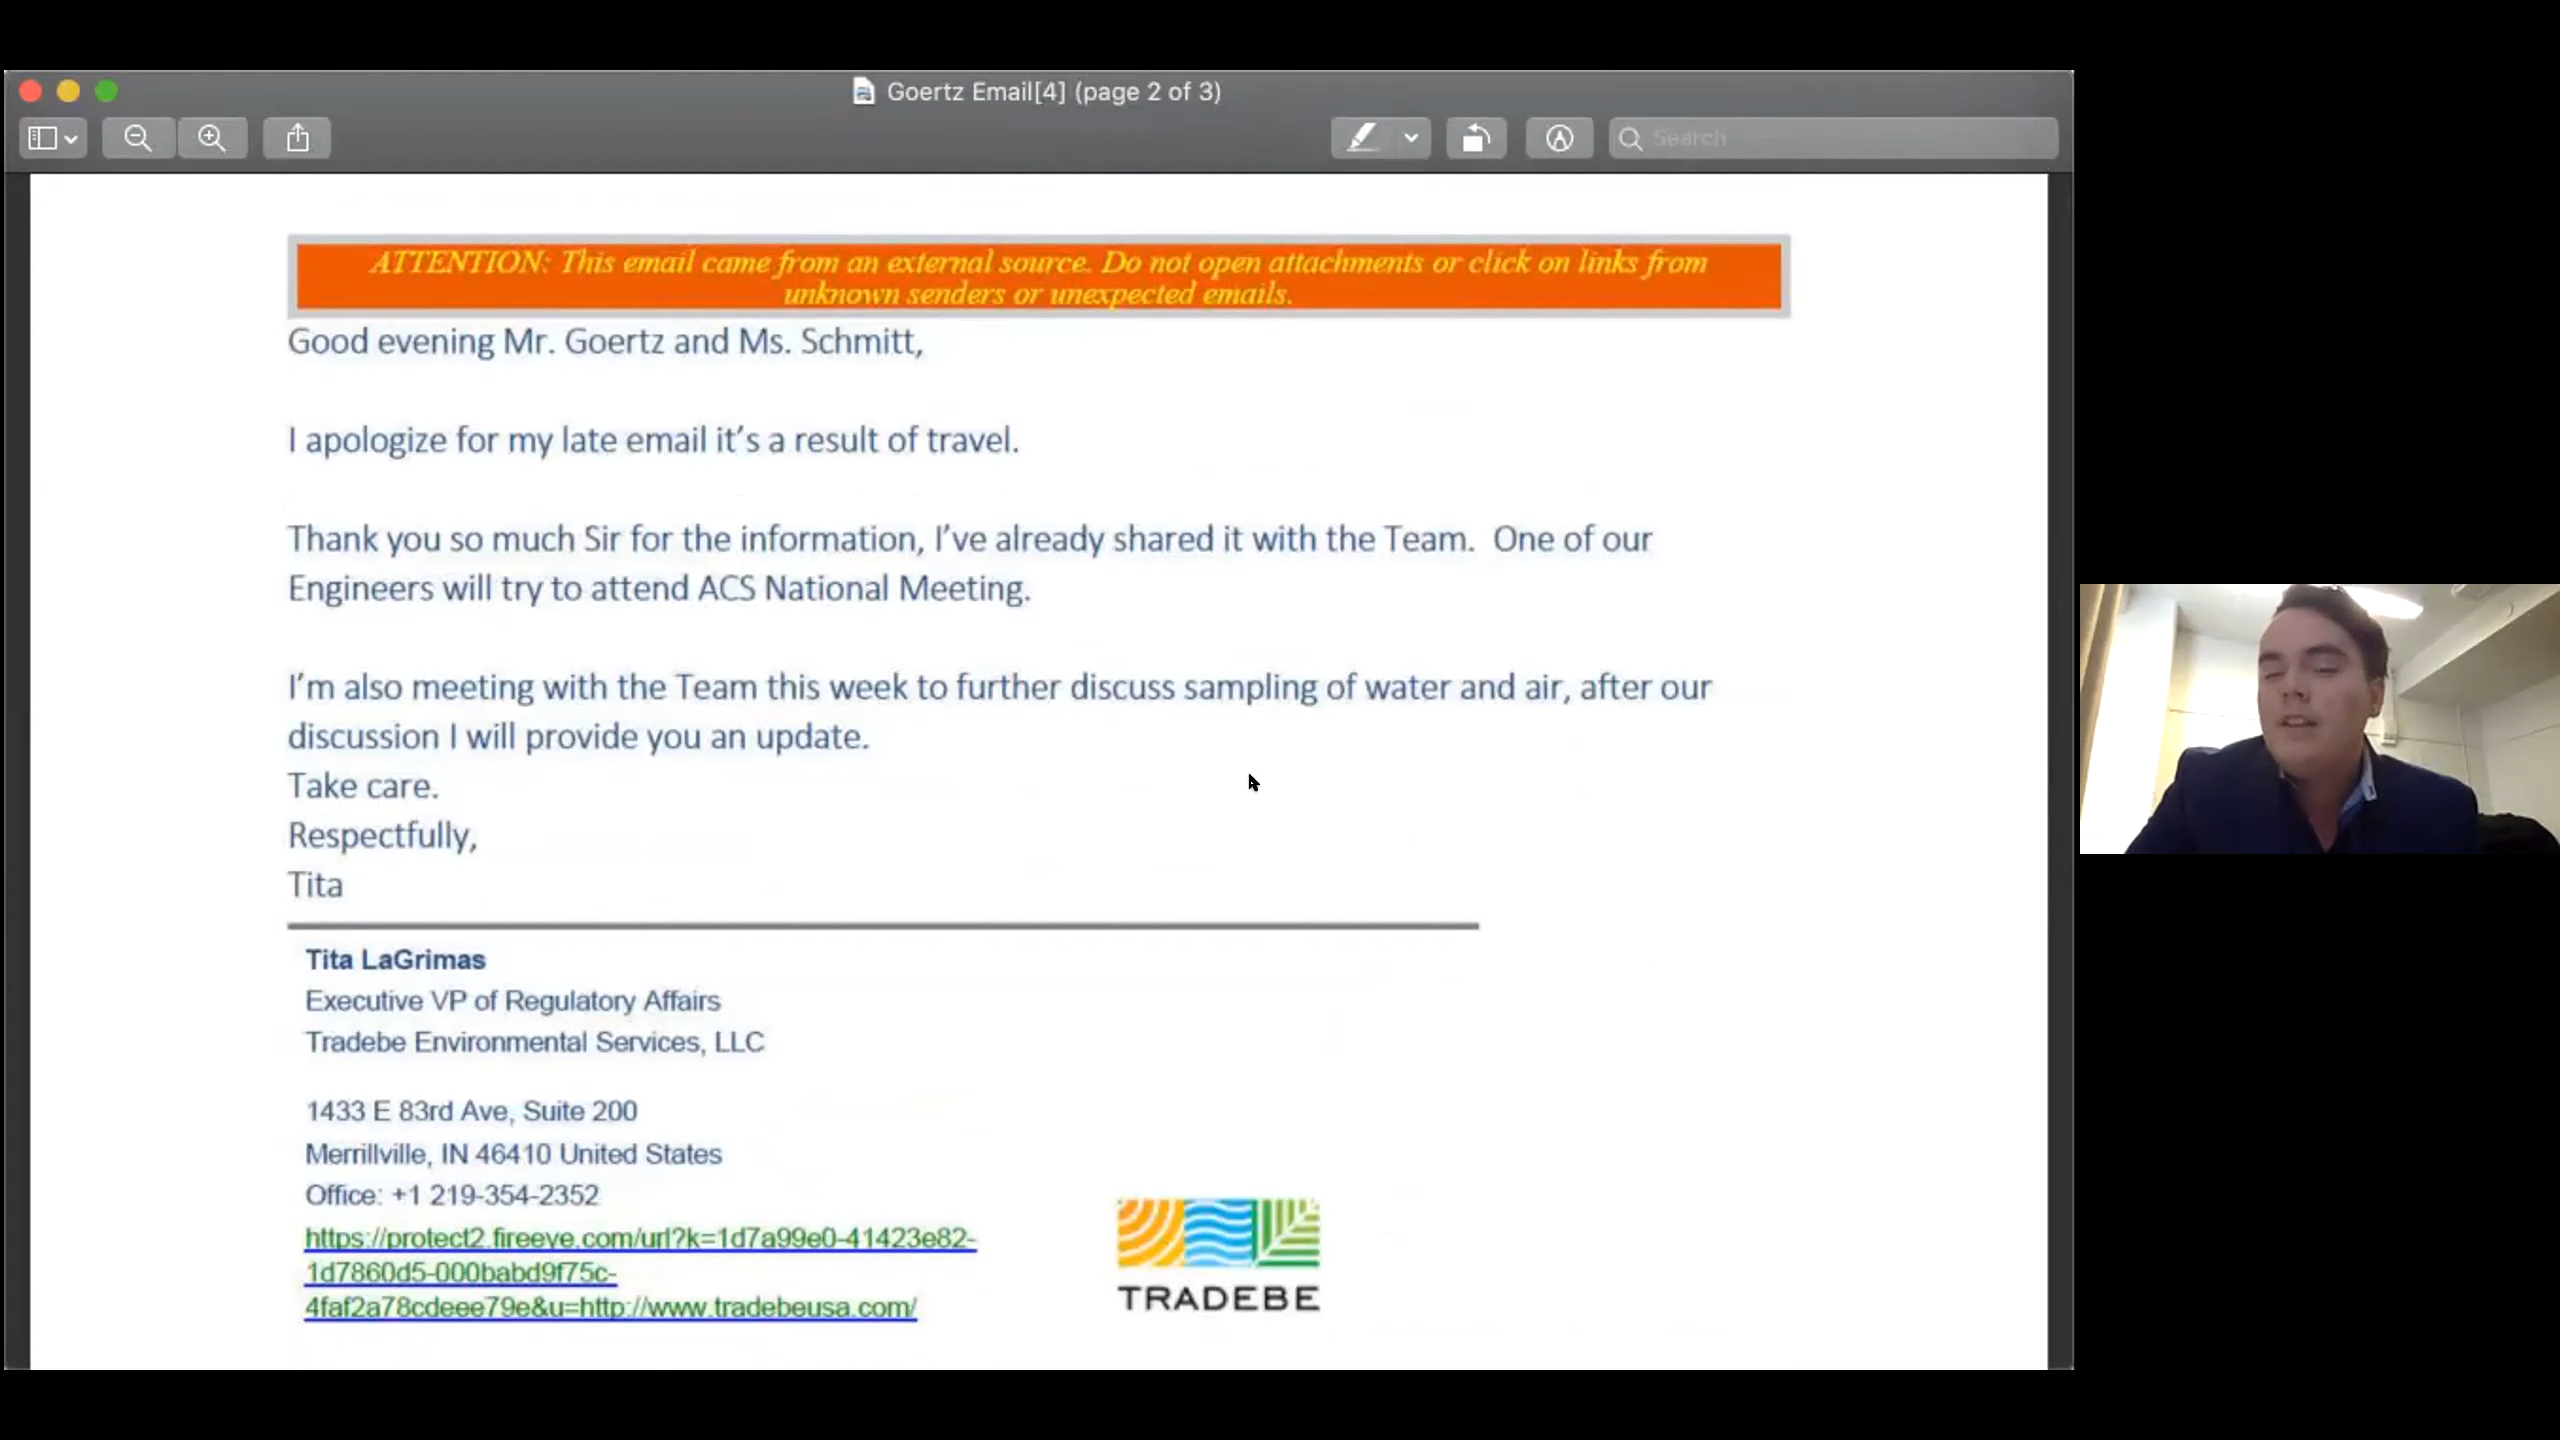 Goertz Email[4] (page 2 of 3)
Search
ATTENTION: This email came from an external source. Do not open attachments or click on links from
unknown senders or unexpected emails.
Good evening Mr. Goertz and Ms. Schmitt,
I apologize for my late email it’s a result of travel.
Thank you so much Sir for the information, I’ve already shared it with the Team.  One of our
Engineers will try to attend ACS National Meeting.
I’m also meeting with the Team this week to further discuss sampling of water and air, after our
discussion I will provide you an update.
Take care.
Respectfully,
Tita
Tita LaGrimas
Executive VP of Regulatory Affairs
Tradebe Environmental Services, LLC
1433 E 83rd Ave, Suite 200
Merrillville, IN 46410 United States
Office: +1 219-354-2352
https://protect2.fireeye.com/url?k=1d7a99e0-41423e82-
1d7860d5-000babd9f75c-
4faf2a78cdeee79e&u=http://www.tradebeusa.com/
TRADEBE